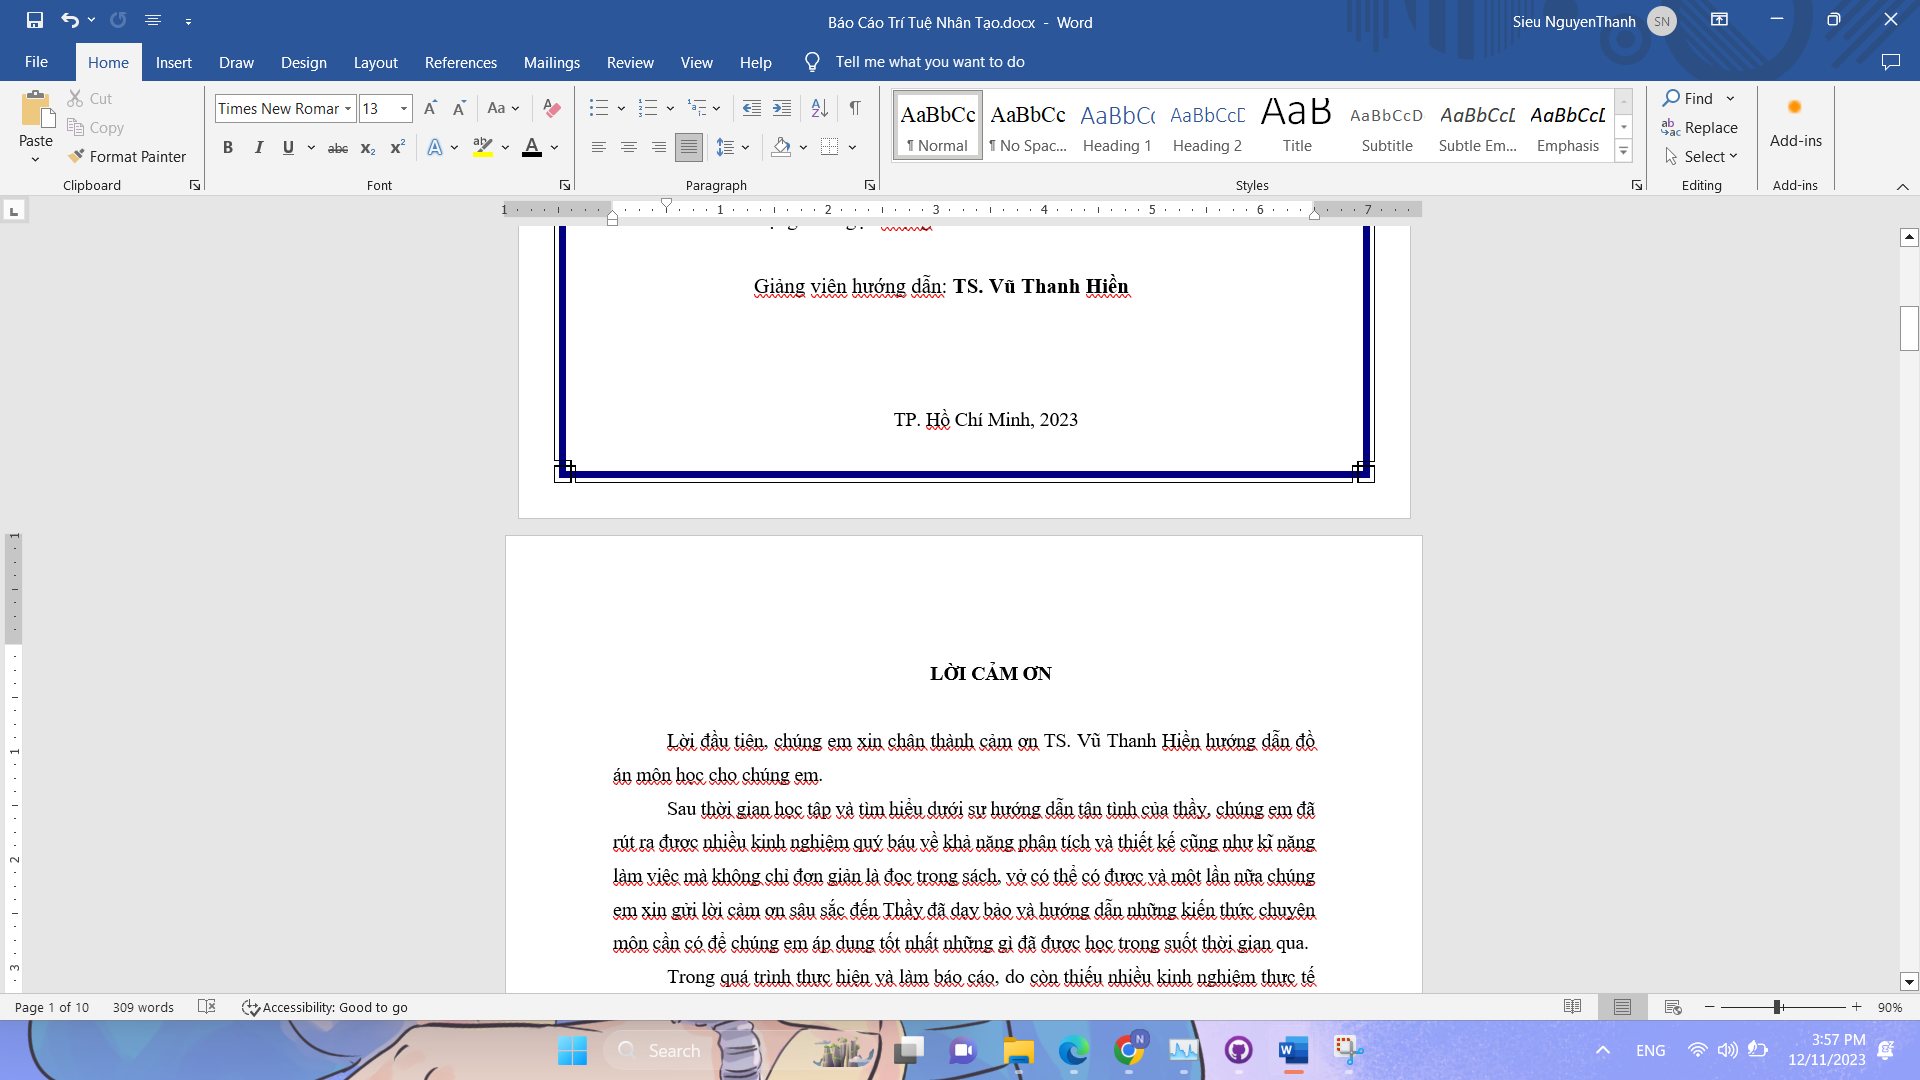 Báo Cáo Trí Tuệ Nhân Tạo.docx - Word
Sieu NguyenThanh SN
File Home Insert Draw Design Layout References Mailings Review View Help Tell me what you want to do
Cut
Copy
Paste
Format Painter
Times New Roman 13
AaBbCc AaBbCc AaBbCc AaBbCcD AaB AaBbCcD AaBbCcD AaBbCcD
¶ Normal ¶ No Spac... Heading 1 Heading 2 Title Subtitle Subtle Em... Emphasis
Find
Replace
Select
Add-ins
Clipboard Font Paragraph Styles Editing Add-ins
1 1 2 3 4 5 6 7
Giảng viên hướng dẫn: TS. Vũ Thanh Hiền
TP. Hồ Chí Minh, 2023
LỜI CẢM ƠN
Lời đầu tiên, chúng em xin chân thành cảm ơn TS. Vũ Thanh Hiền hướng dẫn đồ
án môn học cho chúng em.
Sau thời gian học tập và tìm hiểu dưới sự hướng dẫn tận tình của thầy, chúng em đã
rút ra được nhiều kinh nghiệm quý báu về khả năng phân tích và thiết kế cũng như kĩ năng
làm việc mà không chỉ đơn giản là đọc trong sách, vở có thể có được và một lần nữa chúng
em xin gửi lời cảm ơn sâu sắc đến Thầy đã dạy bảo và hướng dẫn những kiến thức chuyên
môn cần có để chúng em áp dụng tốt nhất những gì đã được học trong suốt thời gian qua.
Trong quá trình thực hiện và làm báo cáo, do còn thiếu nhiều kinh nghiệm thực tế
Page 1 of 10 309 words Accessibility: Good to go 90%
Search
ENG
3:57 PM
12/11/2023